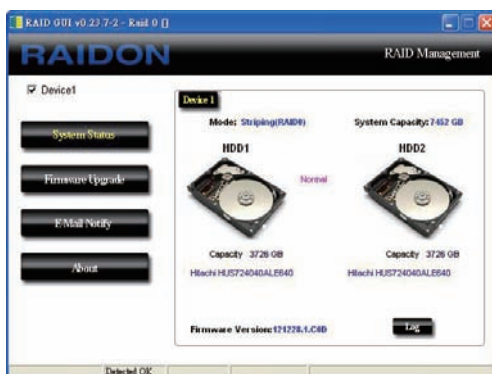 RAID GUI v0.23.7-2 - Raid 0 []
RAIDON
RAID Management
Device1
Device 1
System Status
Firmware Upgrade
E Mail Notify
About
Mode: Striping(RAID0)
System Capacity:7452 GB
HDD1
HDD2
Normal
Capacity 3726 GB
Capacity 3726 GB
Hitachi HUS724040ALE640
Hitachi HUS724040ALE640
Firmware Version:121228.1.C0D
Log
Detected OK